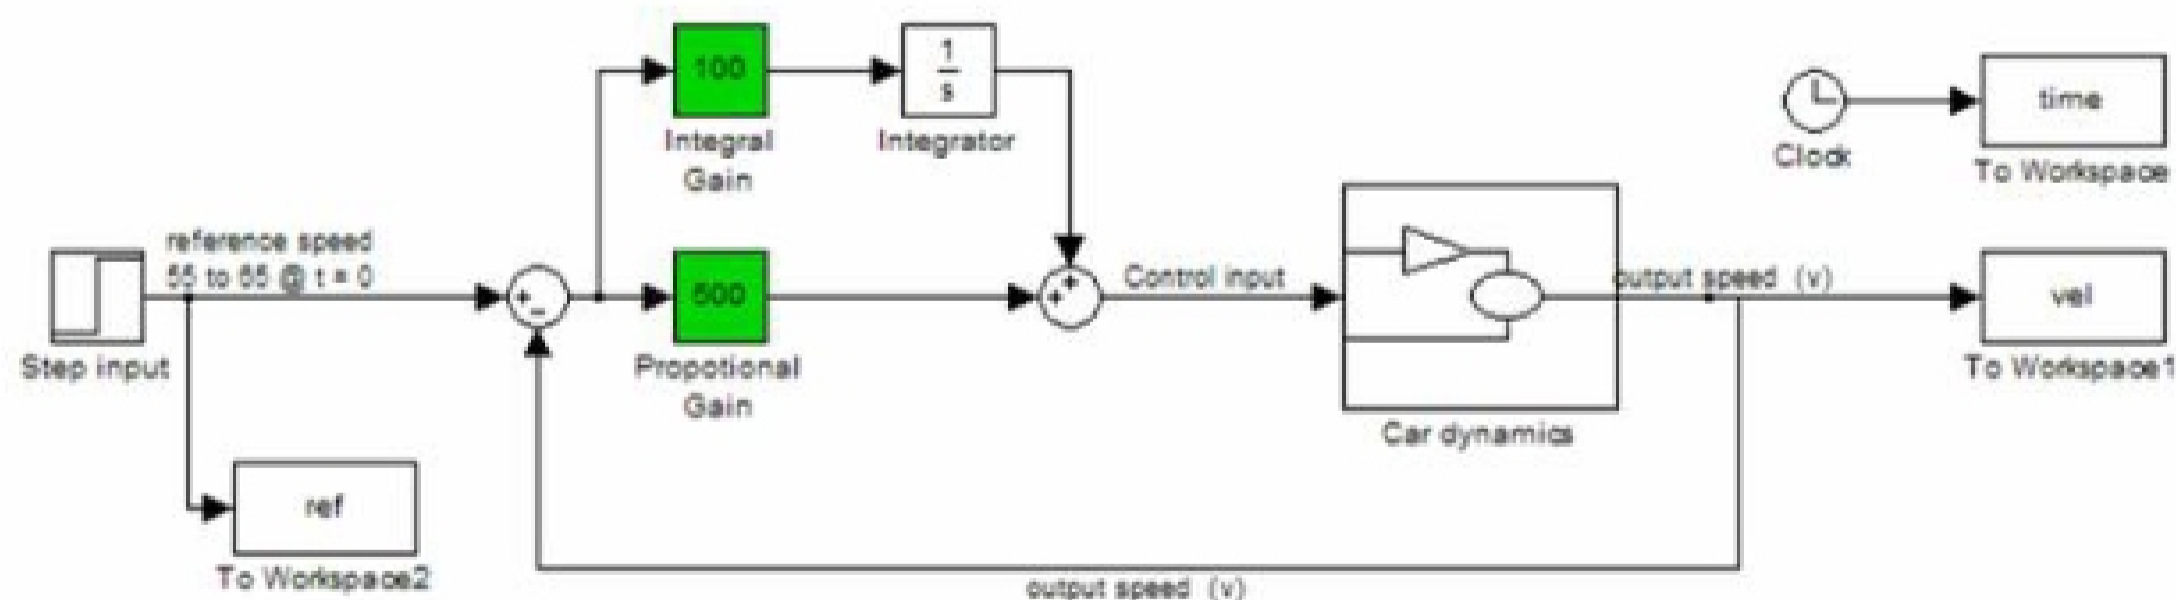 100
Integral
Gain
1
s
Integrator
time
Clock
To Workspace
reference speed
55 to 65 @ t = 0
Step input
+
−
500
Propotional
Gain
+
+
Control input
Car dynamics
output speed (v)
vel
To Workspace1
ref
To Workspace2
output speed (v)